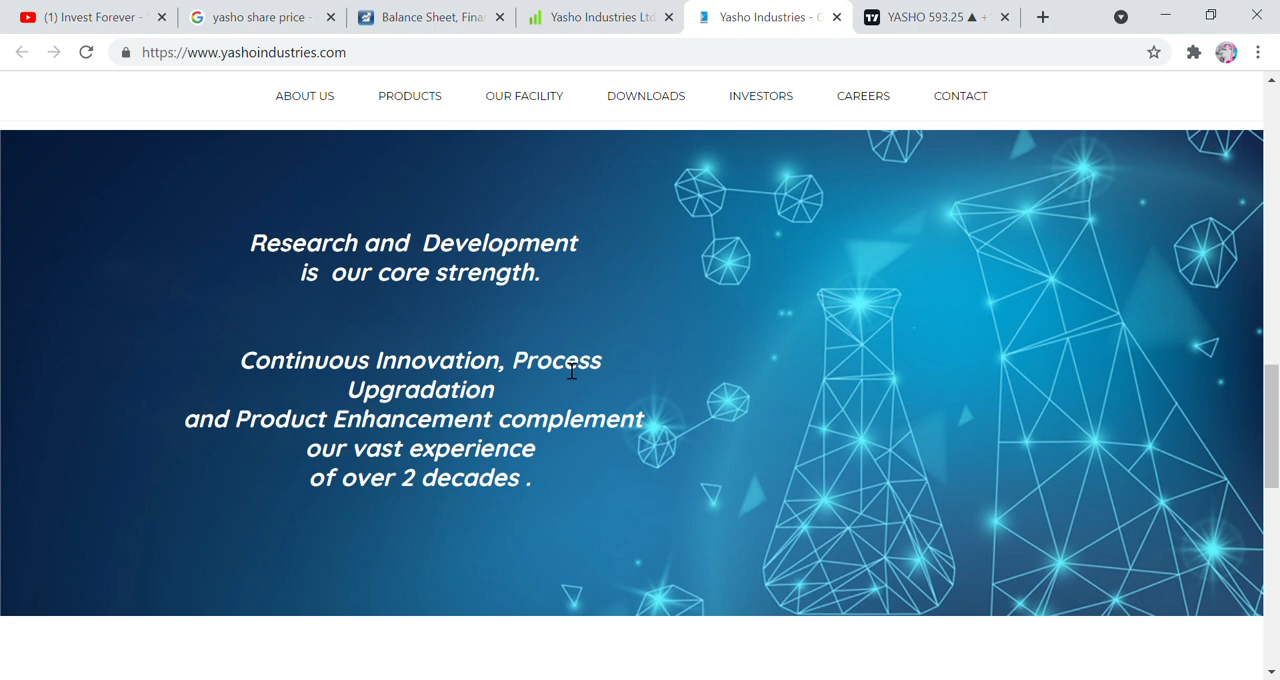 (1) Invest Forever -
yasho share price -
Balance Sheet, Fina
Yasho Industries Ltd
Yasho Industries - G
YASHO 593.25 ▲ +
https://www.yashoindustries.com
ABOUT US
PRODUCTS
OUR FACILITY
DOWNLOADS
INVESTORS
CAREERS
CONTACT
Research and Development
is our core strength.
Continuous Innovation, Process
Upgradation
and Product Enhancement complement
our vast experience
of over 2 decades .